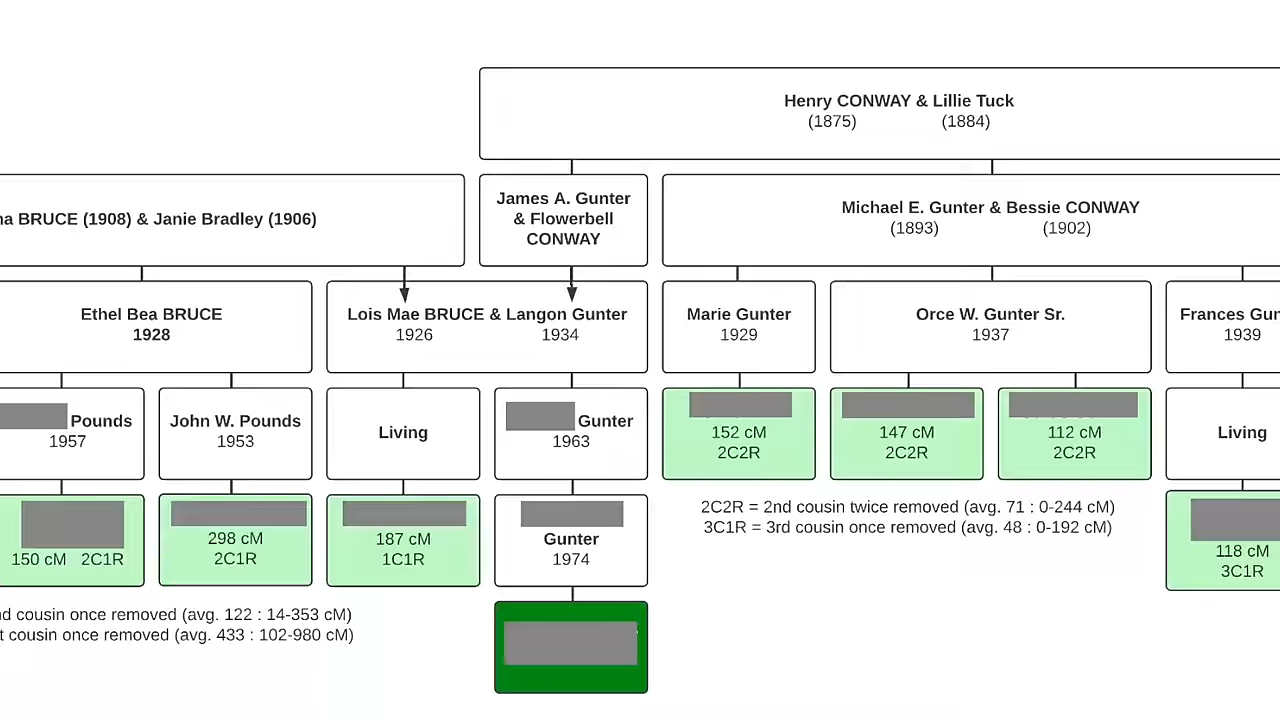 Henry CONWAY & Lillie Tuck
(1875) (1884)
BRUCE (1908) & Janie Bradley (1906)
James A. Gunter
& Flowerbell
CONWAY
Michael E. Gunter & Bessie CONWAY
(1893) (1902)
Ethel Bea BRUCE
1928
Lois Mae BRUCE & Langon Gunter
1926 1934
Marie Gunter
1929
Orce W. Gunter Sr.
1937
Frances
1939
Pounds
1957
John W. Pounds
1953
Living
Gunter
1963
152 cM
2C2R
147 cM
2C2R
112 cM
2C2R
Living
150 cM 2C1R
298 cM
2C1R
187 cM
1C1R
Gunter
1974
2C2R = 2nd cousin twice removed (avg. 71 : 0-244 cM)
3C1R = 3rd cousin once removed (avg. 48 : 0-192 cM)
118 cM
3C1R
cousin once removed (avg. 122 : 14-353 cM)
cousin once removed (avg. 433 : 102-980 cM)